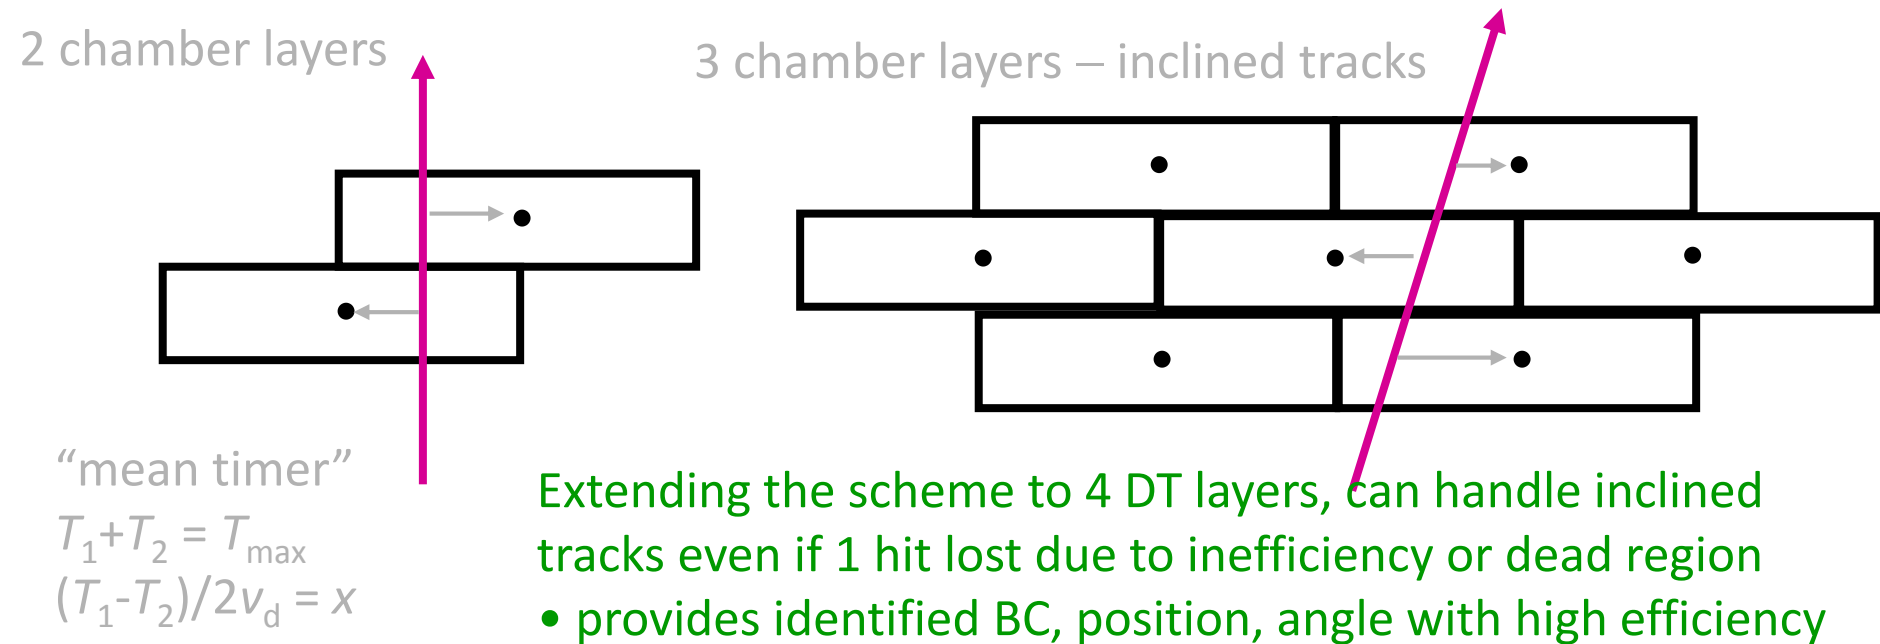 2 chamber layers
3 chamber layers – inclined tracks
“mean timer”
T₁+T₂ = Tmax
(T₁-T₂)/2vd = x
Extending the scheme to 4 DT layers, can handle inclined
tracks even if 1 hit lost due to inefficiency or dead region
• provides identified BC, position, angle with high efficiency